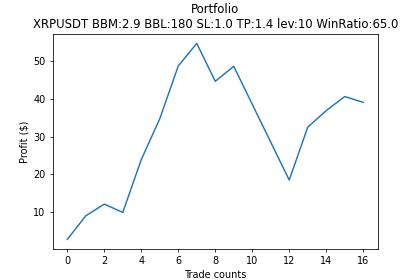 Portfolio
XRPUSDT BBM:2.9 BBL:180 SL:1.0 TP:1.4 lev:10 WinRatio:65.0
50
40
30
20
10
Profit ($)
0 2 4 6 8 10 12 14 16
Trade counts